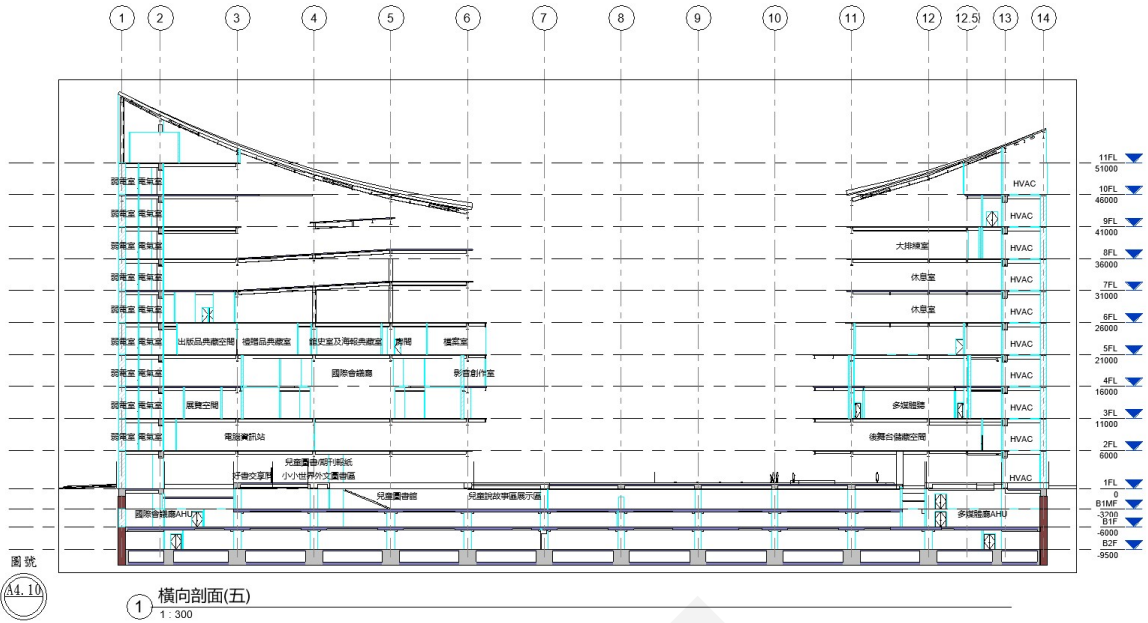 1 2 3 4 5 6 7 8 9 10 11 12 12.5 13 14
11FL
51000
弱電室 電氣室 HVAC
10FL
46000
弱電室 電氣室 HVAC
9FL
41000
弱電室 電氣室 大排練室 HVAC
8FL
36000
弱電室 電氣室 休息室 HVAC
7FL
31000
弱電室 電氣室 休息室 HVAC
6FL
26000
弱電室 電氣室 出版品典藏空間 禮贈品典藏室 館史室及海報典藏室 檔案室 HVAC
5FL
21000
弱電室 電氣室 國際會議廳 影音創作室 HVAC
4FL
16000
弱電室 電氣室 展覽空間 多媒體廳 HVAC
3FL
11000
弱電室 電氣室 電腦資訊站 後舞台儲藏空間 HVAC
2FL
6000
兒童圖書/期刊報紙
好書交享閱 小小世界外文圖書區 HVAC
1FL
0
兒童圖書館 兒童說故事區展示區
B1MF
-3200
國際會議廳AHU 多媒體廳AHU
B1F
-6000
B2F
-9500
圖號
A4.10
1 橫向剖面(五)
1 : 300